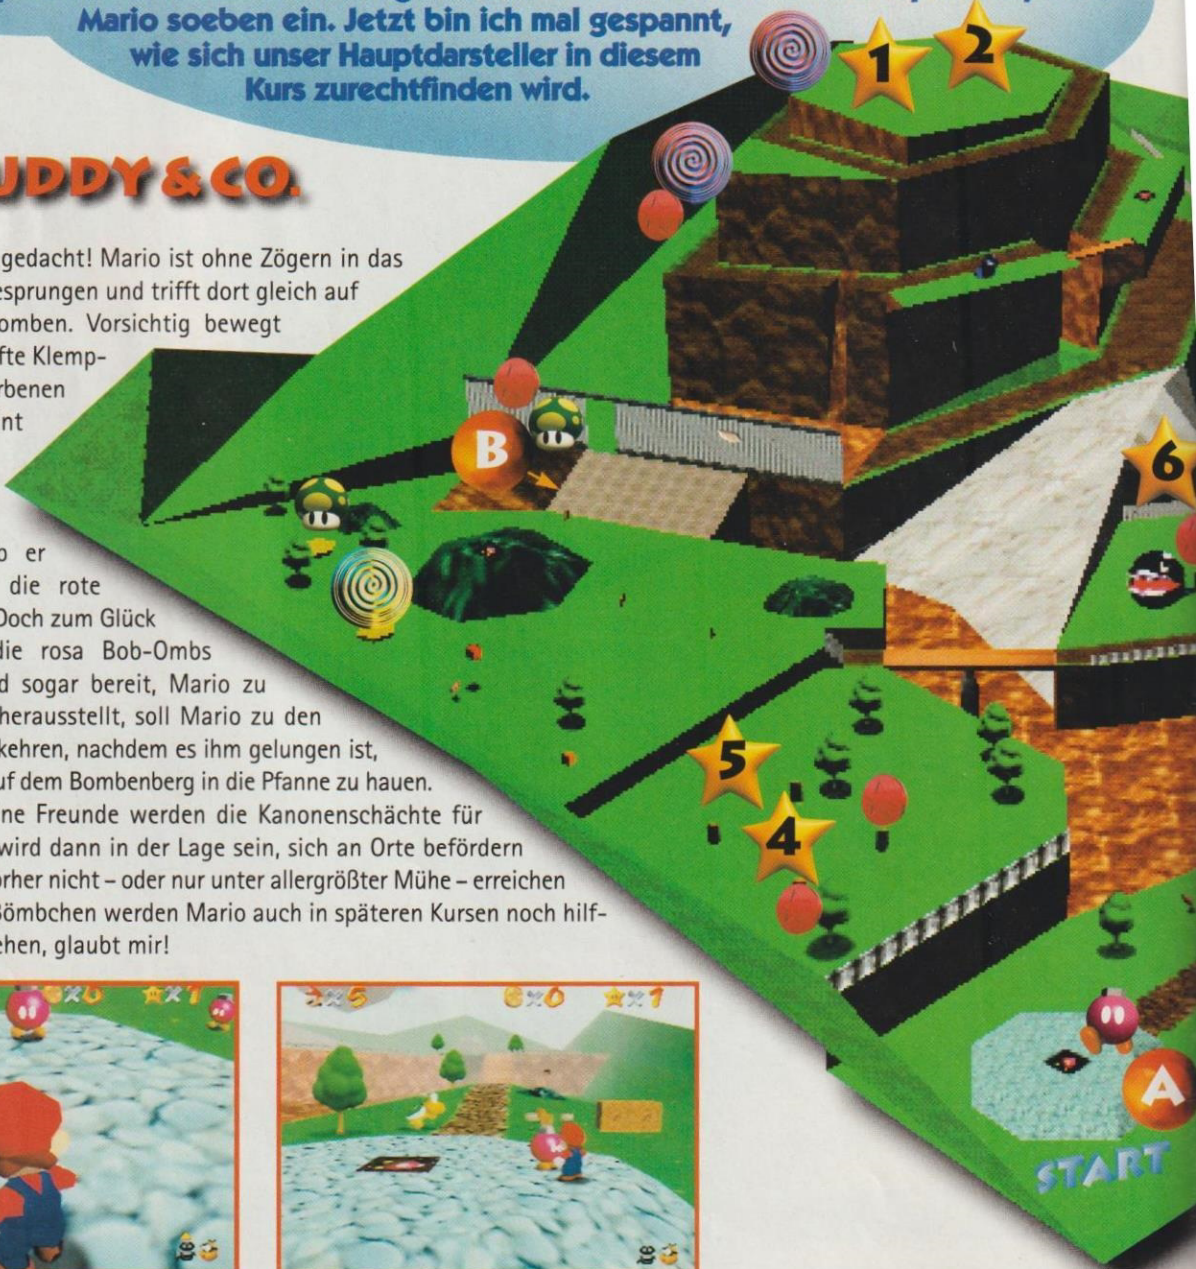 Mario soeben ein. Jetzt bin ich mal gespannt,
wie sich unser Hauptdarsteller in diesem
Kurs zurechtfinden wird.
UDDY & CO.
gedacht! Mario ist ohne Zögern in das
esprungen und trifft dort gleich auf
omben. Vorsichtig bewegt
fte Klemp-
rbenen
nt
o er
die rote
Doch zum Glück
die rosa Bob-Ombs
d sogar bereit, Mario zu
herausstellt, soll Mario zu den
kehren, nachdem es ihm gelungen ist,
uf dem Bombenberg in die Pfanne zu hauen.
ne Freunde werden die Kanonenschächte für
wird dann in der Lage sein, sich an Orte befördern
orher nicht – oder nur unter allergrößter Mühe – erreichen
Bömbchen werden Mario auch in späteren Kursen noch hilf-
ehen, glaubt mir!
1
2
B
6
5
4
A
START
×0 ×1
×5 ×0 ×1